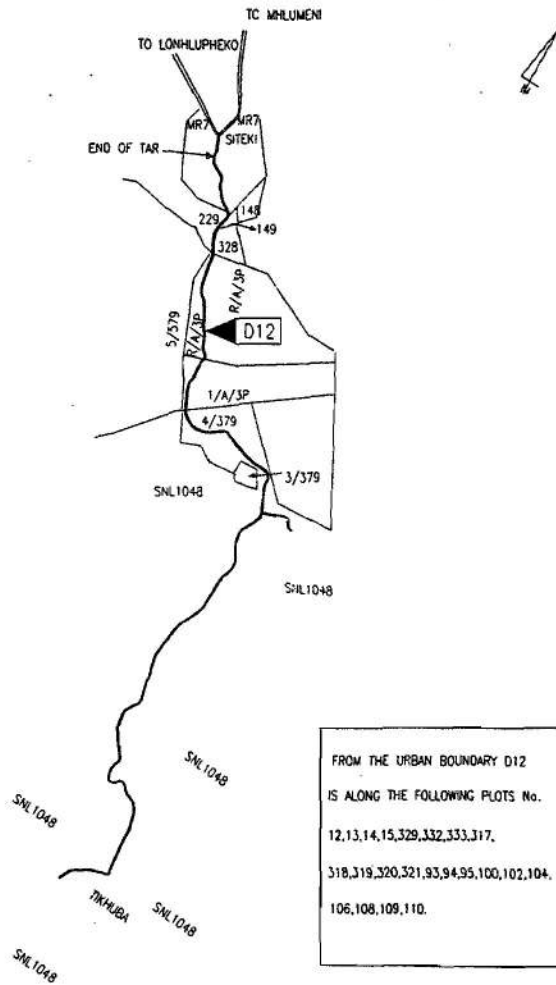 TC MHLUMENI
TO LONHLUPHEKO
N
MR7
MR7
SITEKI
END OF TAR
229
148
149
328
R/A/3P
5/579
R/A/3P
D12
1/A/3P
4/379
3/379
SNL1048
SNL1048
SNL1048
SNL1048
TIKHUBA
SNL1048
SNL1048
FROM THE URBAN BOUNDARY D12
IS ALONG THE FOLLOWING PLOTS No.
12,13,14,15,329,332,333,317,
318,319,320,321,93,94,95,100,102,104,
106,108,109,110.